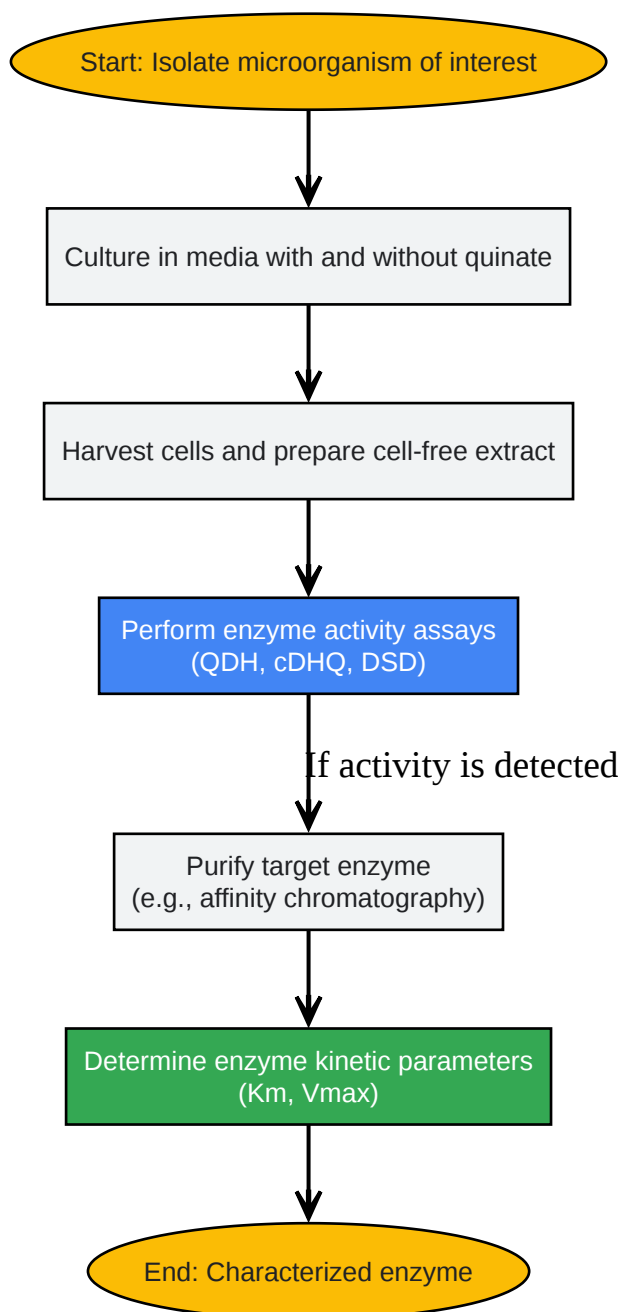 Start: Isolate microorganism of interest
Culture in media with and without quinate
Harvest cells and prepare cell-free extract
Perform enzyme activity assays
(QDH, cDHQ, DSD)
If activity is detected
Purify target enzyme
(e.g., affinity chromatography)
Determine enzyme kinetic parameters
(Km, Vmax)
End: Characterized enzyme